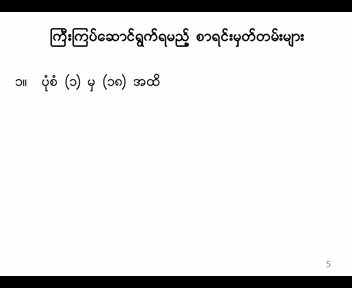 ကြီးကြပ်ဆောင်ရွက်ရမည့် စာရင်းမှတ်တမ်းများ
၁။ ပုံစံ (၁) မှ (၁၈) အထိ
5